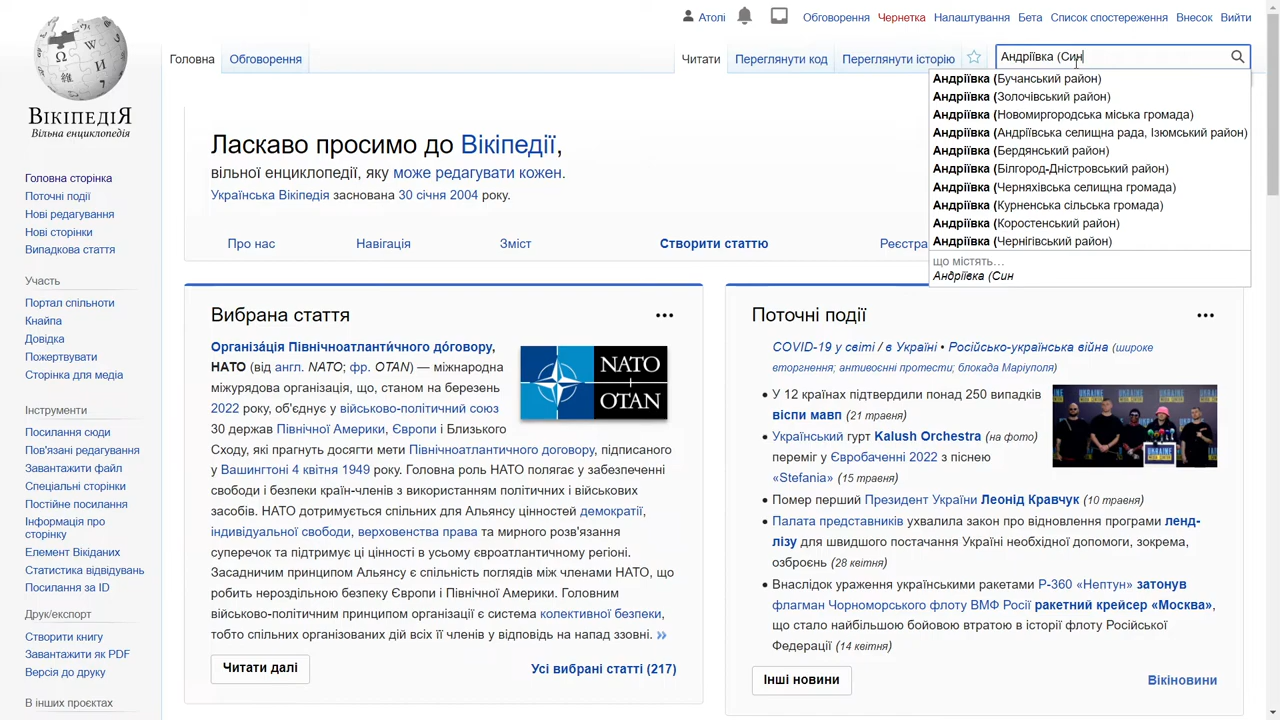 Атолі
Обговорення
Чернетка
Налаштування
Бета
Список спостереження
Внесок
Вийти
Головна
Обговорення
Читати
Переглянути код
Переглянути історію
Андріївка (Син
Андріївка (Бучанський район)
Андріївка (Золочівський район)
Андріївка (Новомиргородська міська громада)
Андріївка (Андріївська селищна рада, Ізюмський район)
Андріївка (Бердянський район)
Андріївка (Білгород-Дністровський район)
Андріївка (Черняхівська селищна громада)
Андріївка (Курненська сільська громада)
Андріївка (Коростенський район)
Андріївка (Чернігівський район)
що містять…
Андріївка (Син
ВІКІПЕДІЯ
Вільна енциклопедія
Головна сторінка
Поточні події
Нові редагування
Нові сторінки
Випадкова стаття
Участь
Портал спільноти
Кнайпа
Довідка
Пожертвувати
Сторінка для медіа
Інструменти
Посилання сюди
Пов'язані редагування
Завантажити файл
Спеціальні сторінки
Постійне посилання
Інформація про
сторінку
Елемент Вікіданих
Статистика відвідувань
Посилання за ID
Друк/експорт
Створити книгу
Завантажити як PDF
Версія до друку
В інших проєктах
Ласкаво просимо до Вікіпедії,
вільної енциклопедії, яку може редагувати кожен.
Українська Вікіпедія заснована 30 січня 2004 року.
Про нас
Навігація
Зміст
Створити статтю
Реєстра
Вибрана стаття
Організа́ція Північноатланти́чного до́говору,
НАТО (від англ. NATO; фр. OTAN) — міжнародна
міжурядова організація, що, станом на березень
2022 року, об'єднує у військово-політичний союз
30 держав Північної Америки, Європи і Близького
Сходу, які прагнуть досягти мети Північноатлантичного договору, підписаного
у Вашингтоні 4 квітня 1949 року. Головна роль НАТО полягає у забезпеченні
свободи і безпеки країн-членів з використанням політичних і військових
засобів. НАТО дотримується спільних для Альянсу цінностей демократії,
індивідуальної свободи, верховенства права та мирного розв'язання
суперечок та підтримує ці цінності в усьому євроатлантичному регіоні.
Засадничим принципом Альянсу є спільність поглядів між членами НАТО, що
робить нероздільною безпеку Європи і Північної Америки. Головним
військово-політичним принципом організації є система колективної безпеки,
тобто спільних організованих дій всіх її членів у відповідь на напад ззовні. »
NATO
OTAN
Читати далі
Усі вибрані статті (217)
Поточні події
COVID-19 у світі / в Україні • Російсько-українська війна (широке
вторгнення; антивоєнні протести; блокада Маріуполя)
• У 12 країнах підтвердили понад 250 випадків
віспи мавп (21 травня)
• Український гурт Kalush Orchestra (на фото)
переміг у Євробаченні 2022 з піснею
«Stefania» (15 травня)
• Помер перший Президент України Леонід Кравчук (10 травня)
• Палата представників ухвалила закон про відновлення програми ленд-
лізу для швидшого постачання Україні необхідної допомоги, зокрема,
озброєнь (28 квітня)
• Внаслідок ураження українськими ракетами Р-360 «Нептун» затонув
флагман Чорноморського флоту ВМФ Росії ракетний крейсер «Москва»,
що стало найбільшою бойовою втратою в історії флоту Російської
Федерації (14 квітня)
Інші новини
Вікіновини